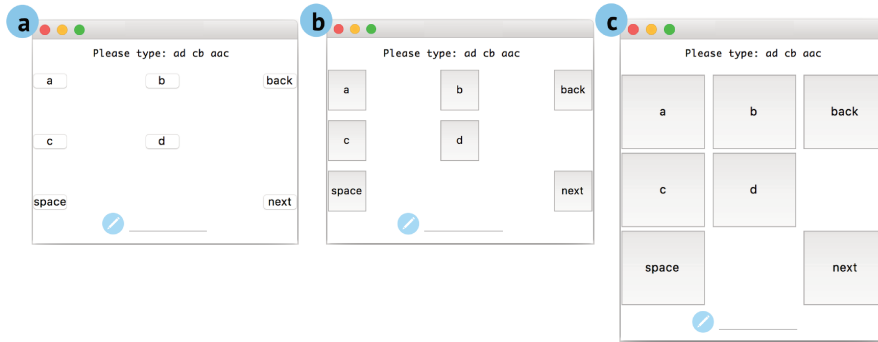 a
Please type: ad cb aac
a b back
c d
space next
b
Please type: ad cb aac
a b back
c d
space next
c
Please type: ad cb aac
a b back
c d
space next